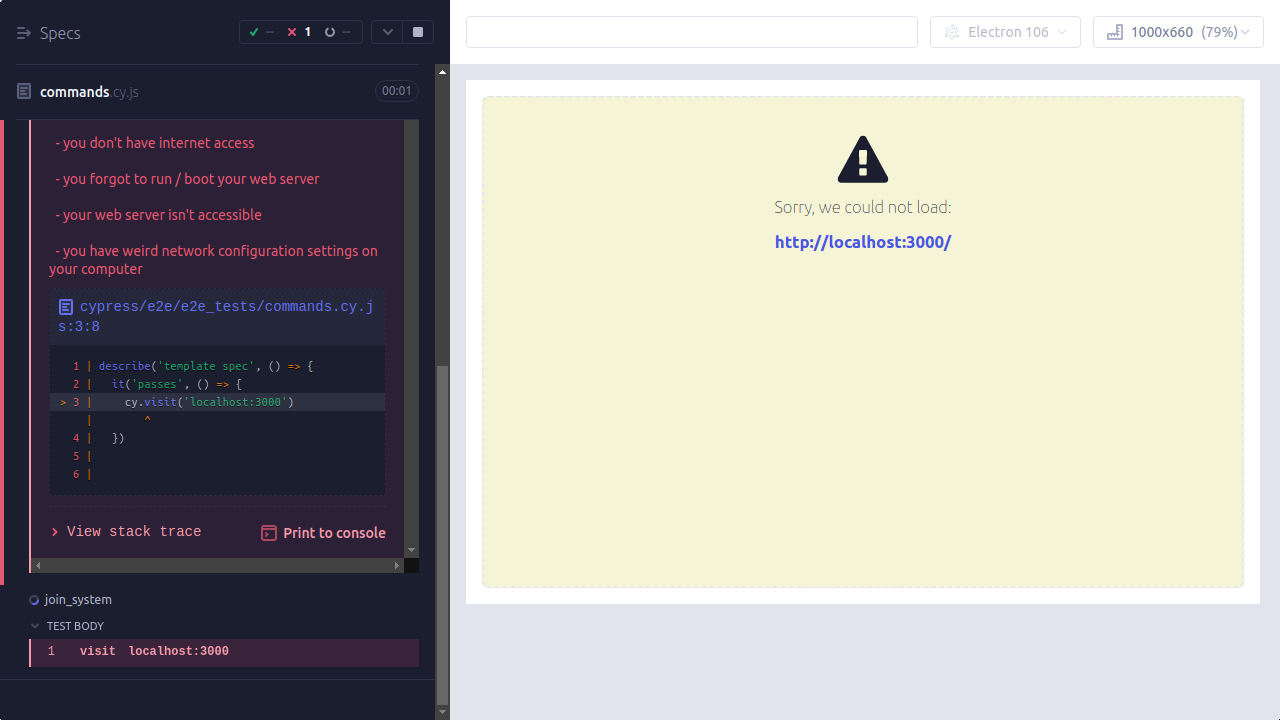 Specs
-- 1 --
Electron 106
1000x660 (79%)
commands.cy.js
00:01
- you don't have internet access
- you forgot to run / boot your web server
- your web server isn't accessible
- you have weird network configuration settings on
your computer
cypress/e2e/e2e_tests/commands.cy.j
s:3:8
1 | describe('template spec', () => {
2 |   it('passes', () => {
> 3 |     cy.visit('localhost:3000')
|        ^
4 |   })
5 |
6 |
View stack trace
Print to console
join_system
TEST BODY
1 visit localhost:3000
Sorry, we could not load:
http://localhost:3000/